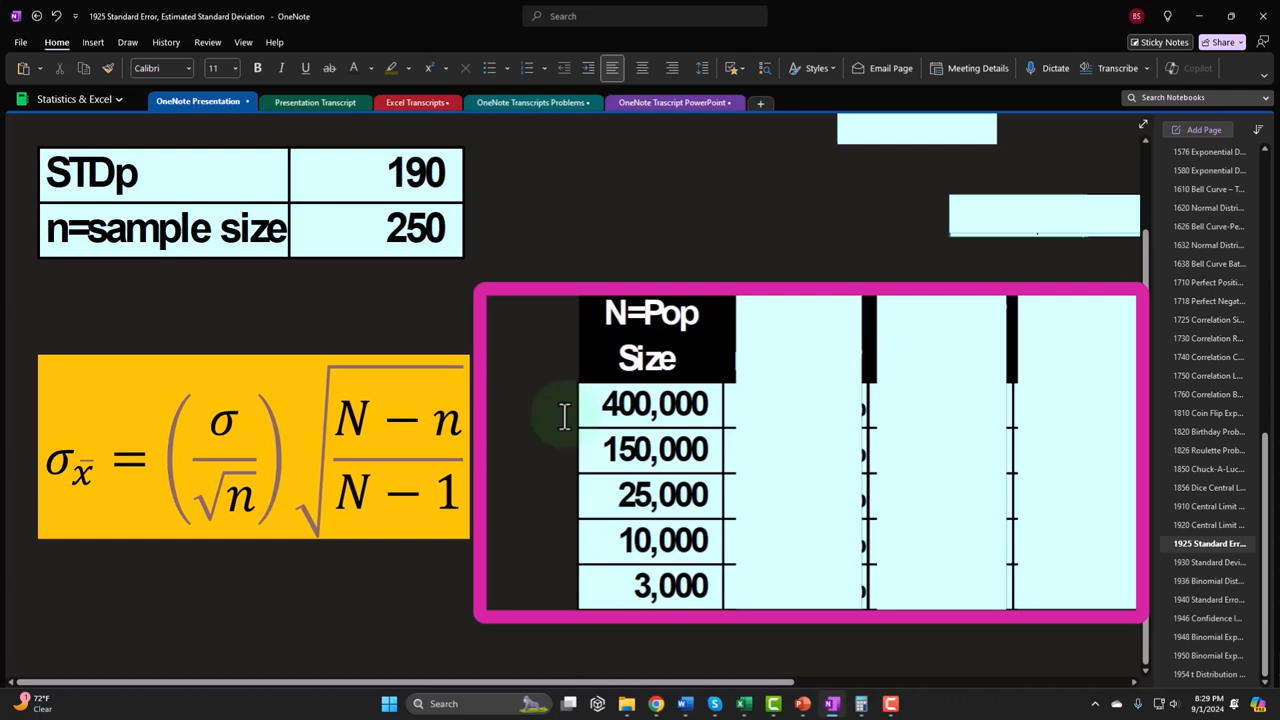 1925 Standard Error, Estimated Standard Deviation - OneNote
Search
BS
File Home Insert Draw History Review View Help
Sticky Notes
Share
Calibri
11
B I U ab A
Styles
Email Page
Meeting Details
Dictate
Transcribe
Copilot
Statistics & Excel
OneNote Presentation
Presentation Transcript
Excel Transcripts
OneNote Transcripts Problems
OneNote Trascript PowerPoint
Search Notebooks
Add Page
STDp 190
n=sample size 250
σx̄ = (σ/√n) √(N − n/N − 1)
N=Pop
Size
400,000
150,000
25,000
10,000
3,000
1576 Exponential D...
1580 Exponential D...
1610 Bell Curve – T...
1620 Normal Distri...
1626 Bell Curve-Pe...
1632 Normal Distri...
1638 Bell Curve Bat...
1710 Perfect Positi...
1718 Perfect Negat...
1725 Correlation Si...
1730 Correlation R...
1740 Correlation C...
1750 Correlation L...
1760 Correlation B...
1810 Coin Flip Exp...
1820 Birthday Prob...
1826 Roulette Prob...
1850 Chuck-A-Luc...
1856 Dice Central L...
1910 Central Limit ...
1920 Central Limit ...
1925 Standard Err...
1930 Standard Devi...
1936 Binomial Dist...
1940 Standard Erro...
1946 Confidence I...
1948 Binomial Exp...
1950 Binomial Exp...
1954 t Distribution ...
1
72°F
Clear
Search
8:29 PM
9/1/2024